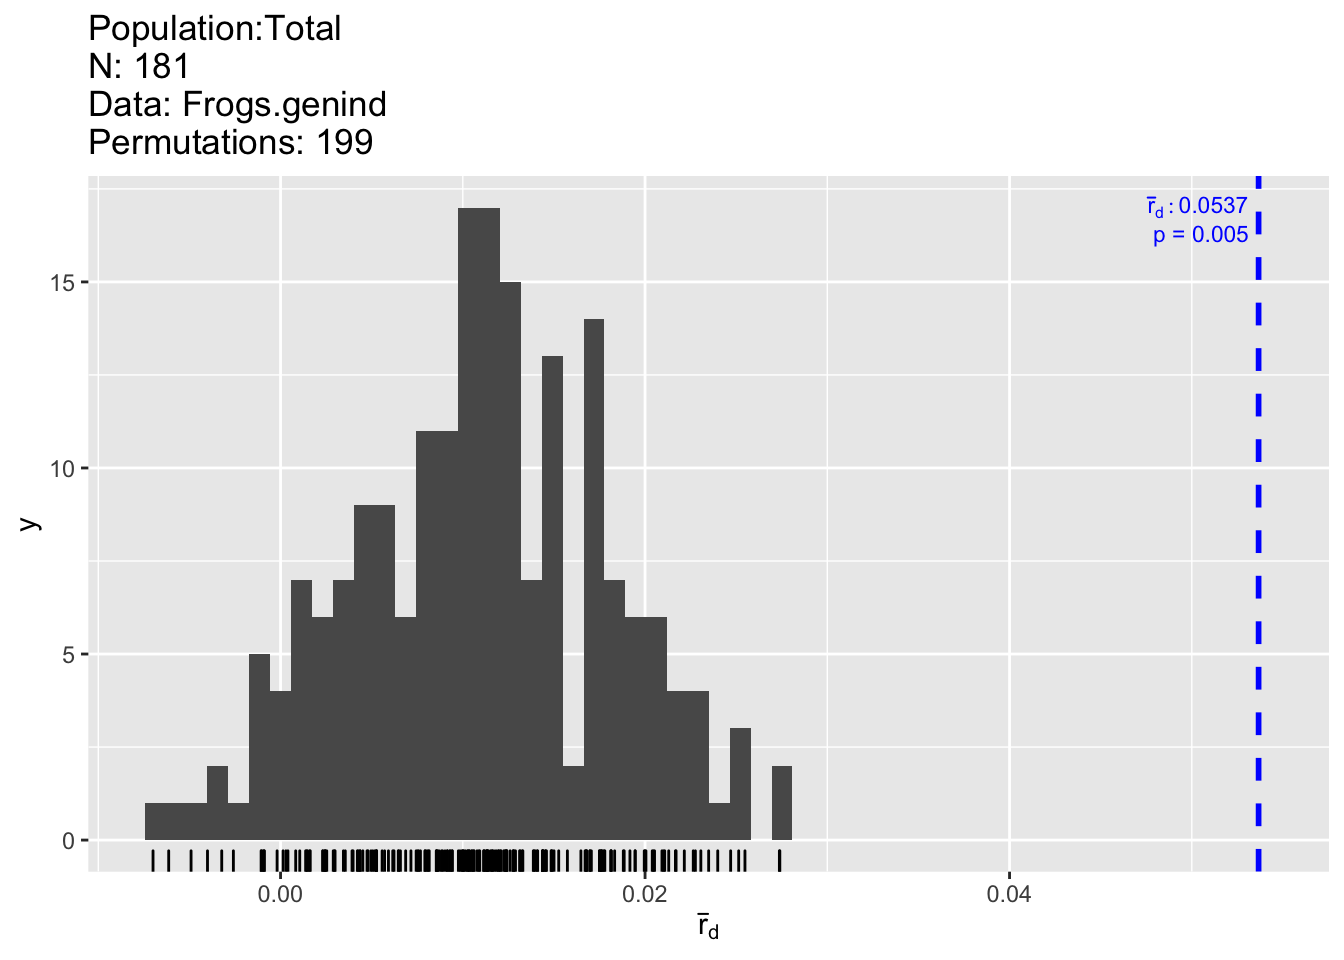 Population:Total
N: 181
Data: Frogs.genind
Permutations: 199
r̄d : 0.0537
p = 0.005
15
10
5
0
y
0.00 0.02 0.04
r̄d